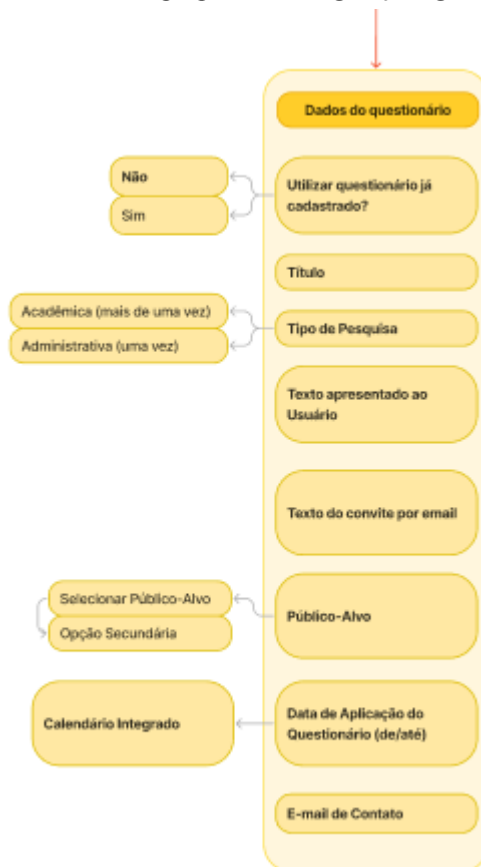 Dados do questionário
Não
Sim
Utilizar questionário já
cadastrado?
Título
Acadêmica (mais de uma vez)
Administrativa (uma vez)
Tipo de Pesquisa
Texto apresentado ao
Usuário
Texto do convite por email
Selecionar Público-Alvo
Opção Secundária
Público-Alvo
Calendário Integrado
Data de Aplicação do
Questionário (de/até)
E-mail de Contato